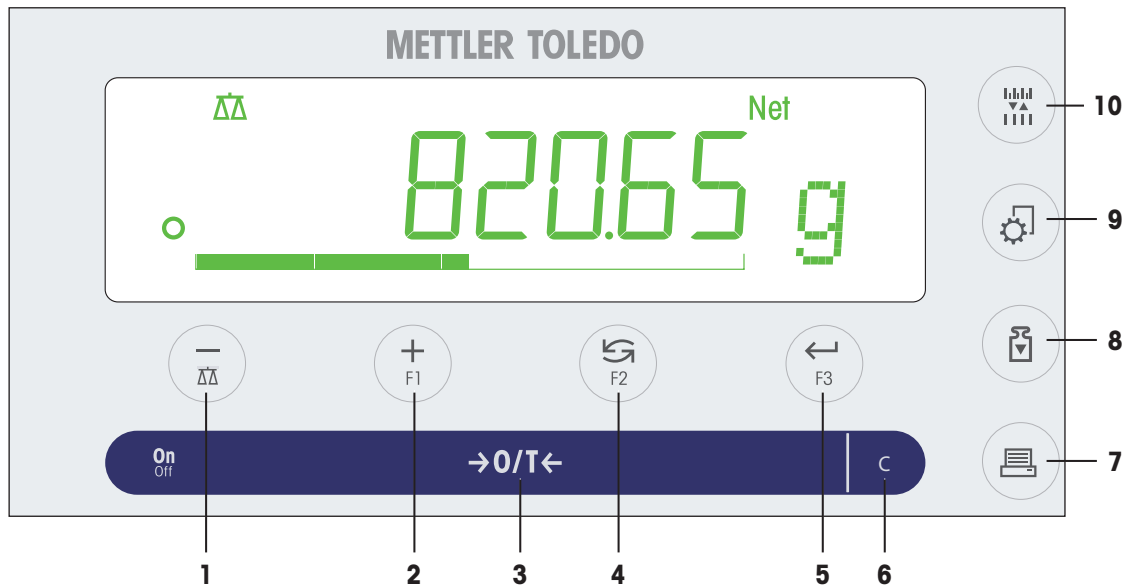 METTLER TOLEDO
10
Net
820.65 g
9
8
F1
F2
F3
On
Off
→0/T←
C
7
1
2
3
4
5
6